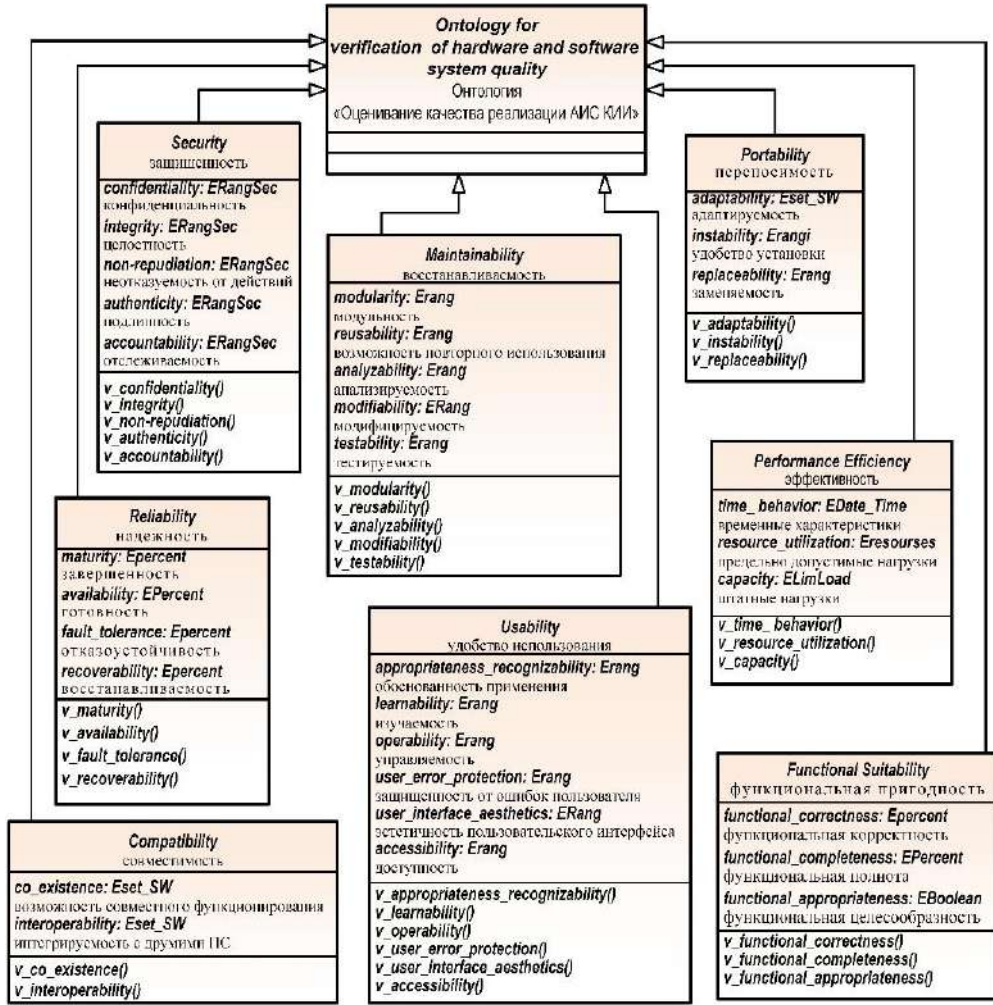 Ontology for
verification of hardware and software
system quality
Онтология
«Оценивание качества реализации АИС КИИ»
Security
защищенность
confidentiality: ERangSec
конфиденциальность
integrity: ERangSec
целостность
non-repudiation: ERangSec
неотказуемость от действий
authenticity: ERangSec
подлинность
accountability: ERangSec
отслеживаемость
v_confidentiality()
v_integrity()
v_non-repudiation()
v_authenticity()
v_accountability()
Maintainability
восстанавливаемость
modularity: Erang
модульность
reusability: Erang
возможность повторного использования
analyzability: Erang
анализируемость
modifiability: ERang
модифицируемость
testability: Erang
тестируемость
v_modularity()
v_reusability()
v_analyzability()
v_modifiability()
v_testability()
Portability
переносимость
adaptability: Eset_SW
адаптируемость
instability: Erangi
удобство установки
replaceability: Erang
заменяемость
v_adaptability()
v_instability()
v_replaceability()
Reliability
надежность
maturity: Epercent
завершенность
availability: EPercent
готовность
fault_tolerance: Epercent
отказоустойчивость
recoverability: Epercent
восстанавливаемость
v_maturity()
v_availability()
v_fault_tolerance()
v_recoverability()
Performance Efficiency
эффективность
time_ behavior: EDate_Time
временные характеристики
resource_utilization: Eresourses
предельно допустимые нагрузки
capacity: ELimLoad
штатные нагрузки
v_time_ behavior()
v_resource_utilization()
v_capacity()
Usability
удобство использования
appropriateness_recognizability: Erang
обоснованность применения
learnability: Erang
изучаемость
operability: Erang
управляемость
user_error_protection: Erang
защищенность от ошибок пользователя
user_interface_aesthetics: ERang
эстетичность пользовательского интерфейса
accessibility: Erang
доступность
v_appropriateness_recognizability()
v_learnability()
v_operability()
v_user_error_protection()
v_user_interface_aesthetics()
v_accessibility()
Functional Suitability
функциональная пригодность
functional_correctness: Epercent
функциональная корректность
functional_completeness: EPercent
функциональная полнота
functional_appropriateness: EBoolean
функциональная целесообразность
v_functional_correctness()
v_functional_completeness()
v_functional_appropriateness()
Compatibility
совместимость
co_existence: Eset_SW
возможность совместного функционирования
interoperability: Eset_SW
интегрируемость с другими ПС
v_co_existence()
v_interoperability()